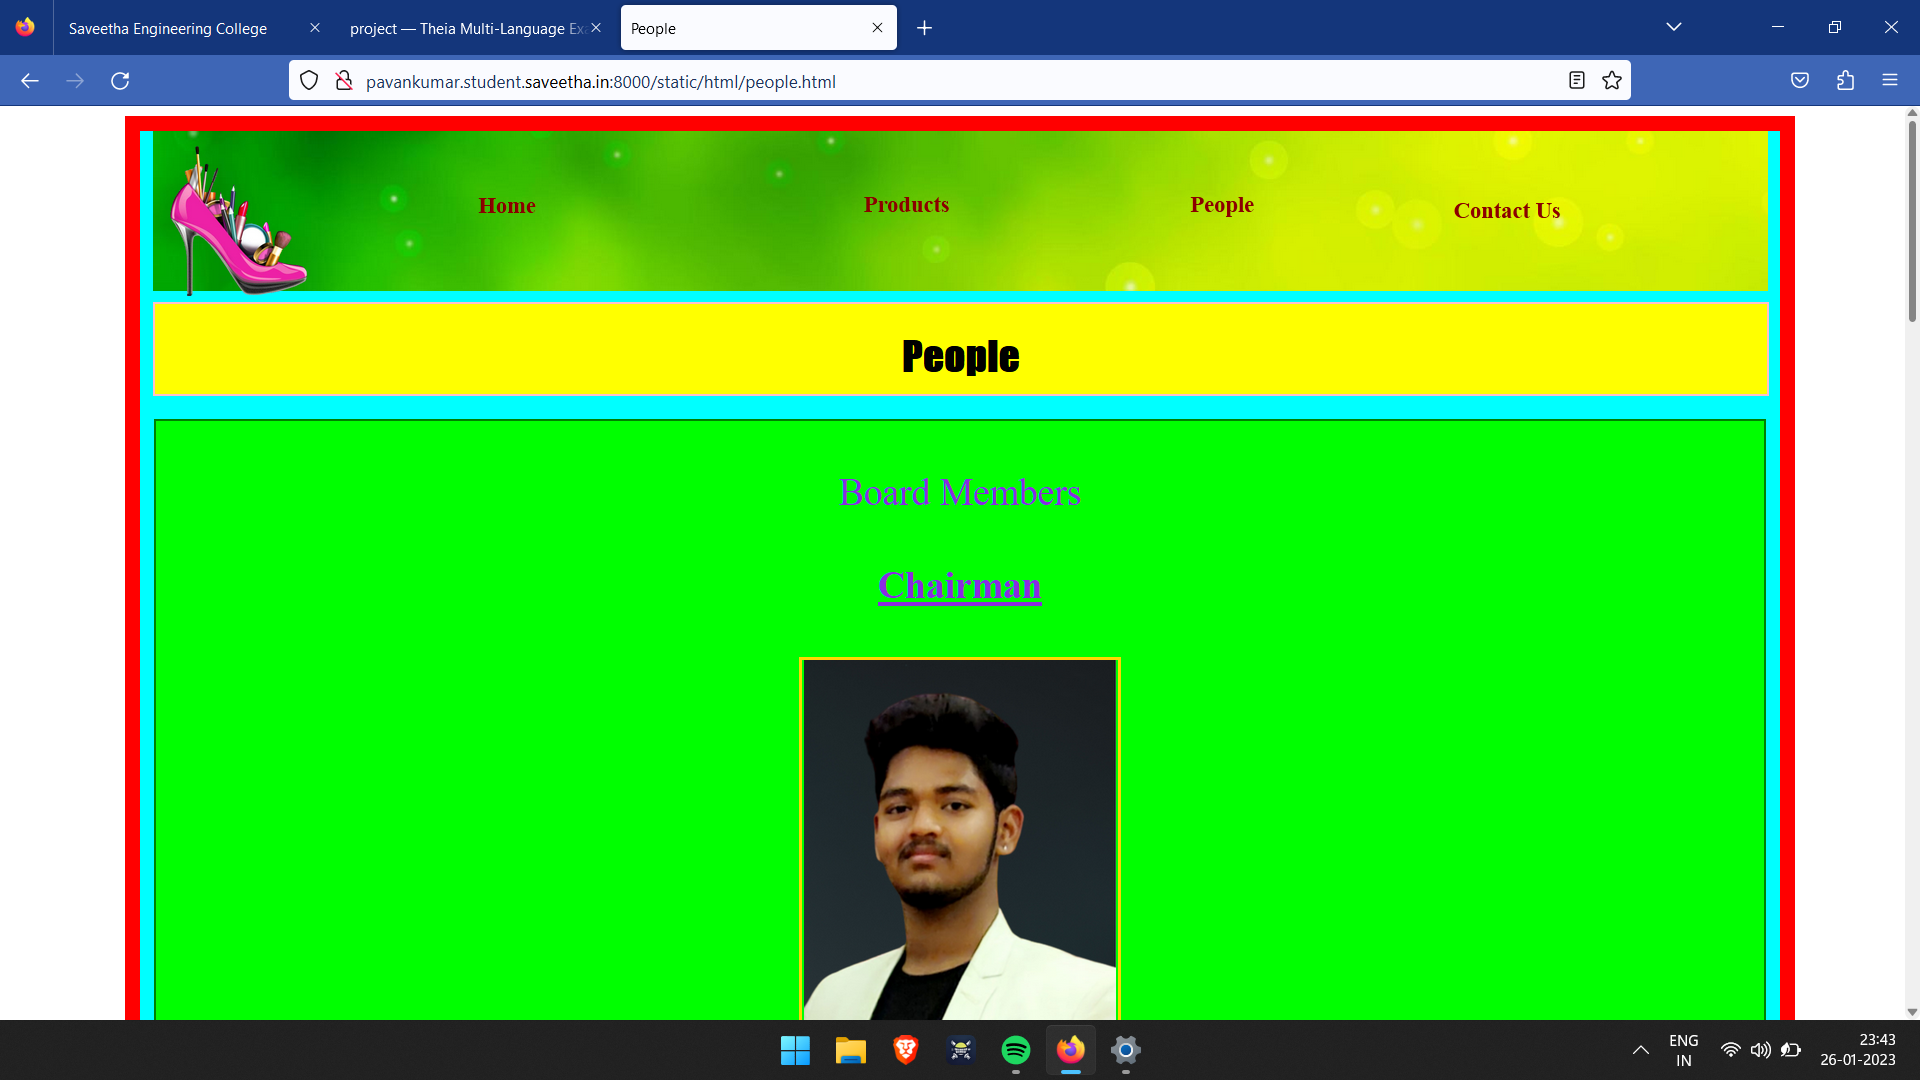 Saveetha Engineering College
project — Theia Multi-Language Exa
People
pavankumar.student.saveetha.in:8000/static/html/people.html
Home
Products
People
Contact Us
People
Board Members
Chairman
ENG
IN
23:43
26-01-2023